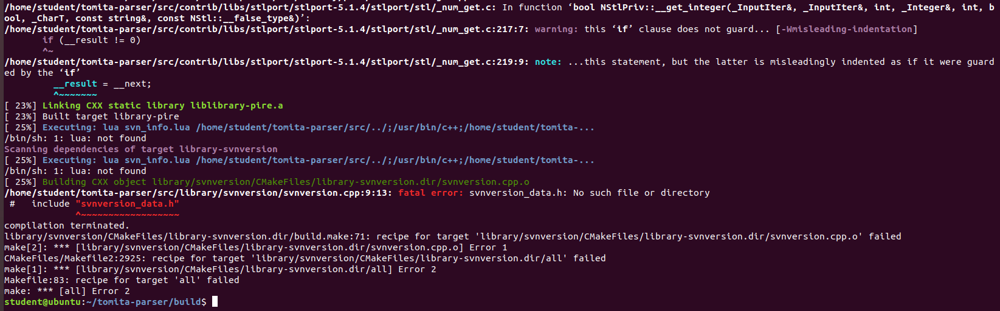 /home/student/tomita-parser/src/contrib/libs/stlport/stlport-5.1.4/stlport/stl/_num_get.c: In function ‘bool NStlPriv::__get_integer(_InputIter&, _InputIter&, int, _Integer&, int, b
ool, _CharT, const string&, const NStl::__false_type&)’:
/home/student/tomita-parser/src/contrib/libs/stlport/stlport-5.1.4/stlport/stl/_num_get.c:217:7: warning: this ‘if’ clause does not guard... [-Wmisleading-indentation]
       if (__result != 0)
       ^~
/home/student/tomita-parser/src/contrib/libs/stlport/stlport-5.1.4/stlport/stl/_num_get.c:219:9: note: ...this statement, but the latter is misleadingly indented as if it were guard
ed by the ‘if’
         __result = __next;
         ^~~~~~~~
[ 23%] Linking CXX static library liblibrary-pire.a
[ 23%] Built target library-pire
[ 25%] Executing: lua svn_info.lua /home/student/tomita-parser/src/../;/usr/bin/c++;/home/student/tomita-...
/bin/sh: 1: lua: not found
Scanning dependencies of target library-svnversion
[ 25%] Executing: lua svn_info.lua /home/student/tomita-parser/src/../;/usr/bin/c++;/home/student/tomita-...
/bin/sh: 1: lua: not found
[ 25%] Building CXX object library/svnversion/CMakeFiles/library-svnversion.dir/svnversion.cpp.o
/home/student/tomita-parser/src/library/svnversion/svnversion.cpp:9:13: fatal error: svnversion_data.h: No such file or directory
 #   include "svnversion_data.h"
             ^~~~~~~~~~~~~~~~~~~
compilation terminated.
library/svnversion/CMakeFiles/library-svnversion.dir/build.make:71: recipe for target 'library/svnversion/CMakeFiles/library-svnversion.dir/svnversion.cpp.o' failed
make[2]: *** [library/svnversion/CMakeFiles/library-svnversion.dir/svnversion.cpp.o] Error 1
CMakeFiles/Makefile2:2925: recipe for target 'library/svnversion/CMakeFiles/library-svnversion.dir/all' failed
make[1]: *** [library/svnversion/CMakeFiles/library-svnversion.dir/all] Error 2
Makefile:83: recipe for target 'all' failed
make: *** [all] Error 2
student@ubuntu:~/tomita-parser/build$